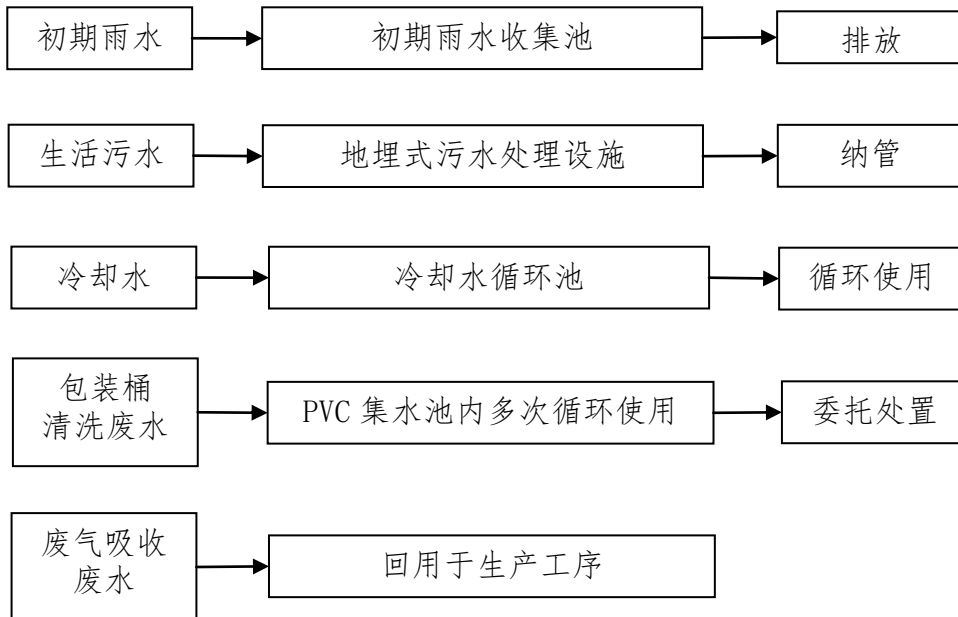 初期雨水
初期雨水收集池
排放
生活污水
地埋式污水处理设施
纳管
冷却水
冷却水循环池
循环使用
包装桶
清洗废水
PVC 集水池内多次循环使用
委托处置
废气吸收
废水
回用于生产工序